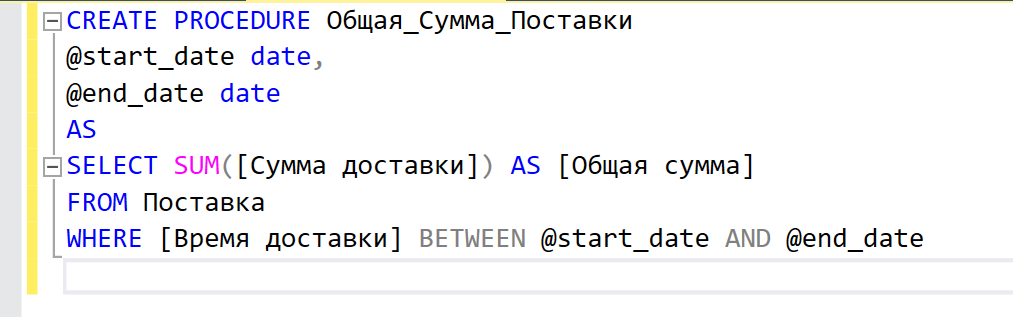 CREATE PROCEDURE Общая_Сумма_Поставки
@start_date date,
@end_date date
AS
SELECT SUM([Сумма доставки]) AS [Общая сумма]
FROM Поставка
WHERE [Время доставки] BETWEEN @start_date AND @end_date